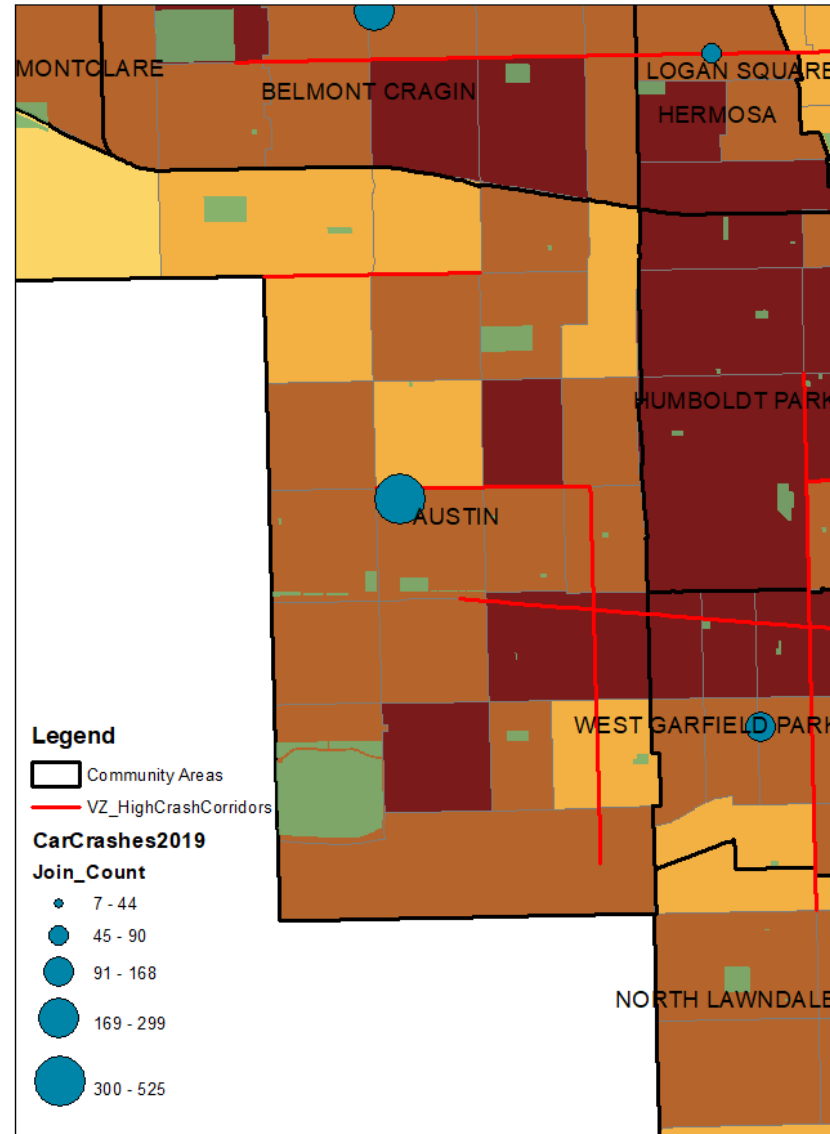 MONTCLARE
LOGAN SQUARE
BELMONT CRAGIN
HERMOSA
HUMBOLDT PARK
AUSTIN
WEST GARFIELD PARK
Legend
Community Areas
VZ_HighCrashCorridors
CarCrashes2019
Join_Count
7 - 44
45 - 90
91 - 168
169 - 299
300 - 525
NORTH LAWNDALE